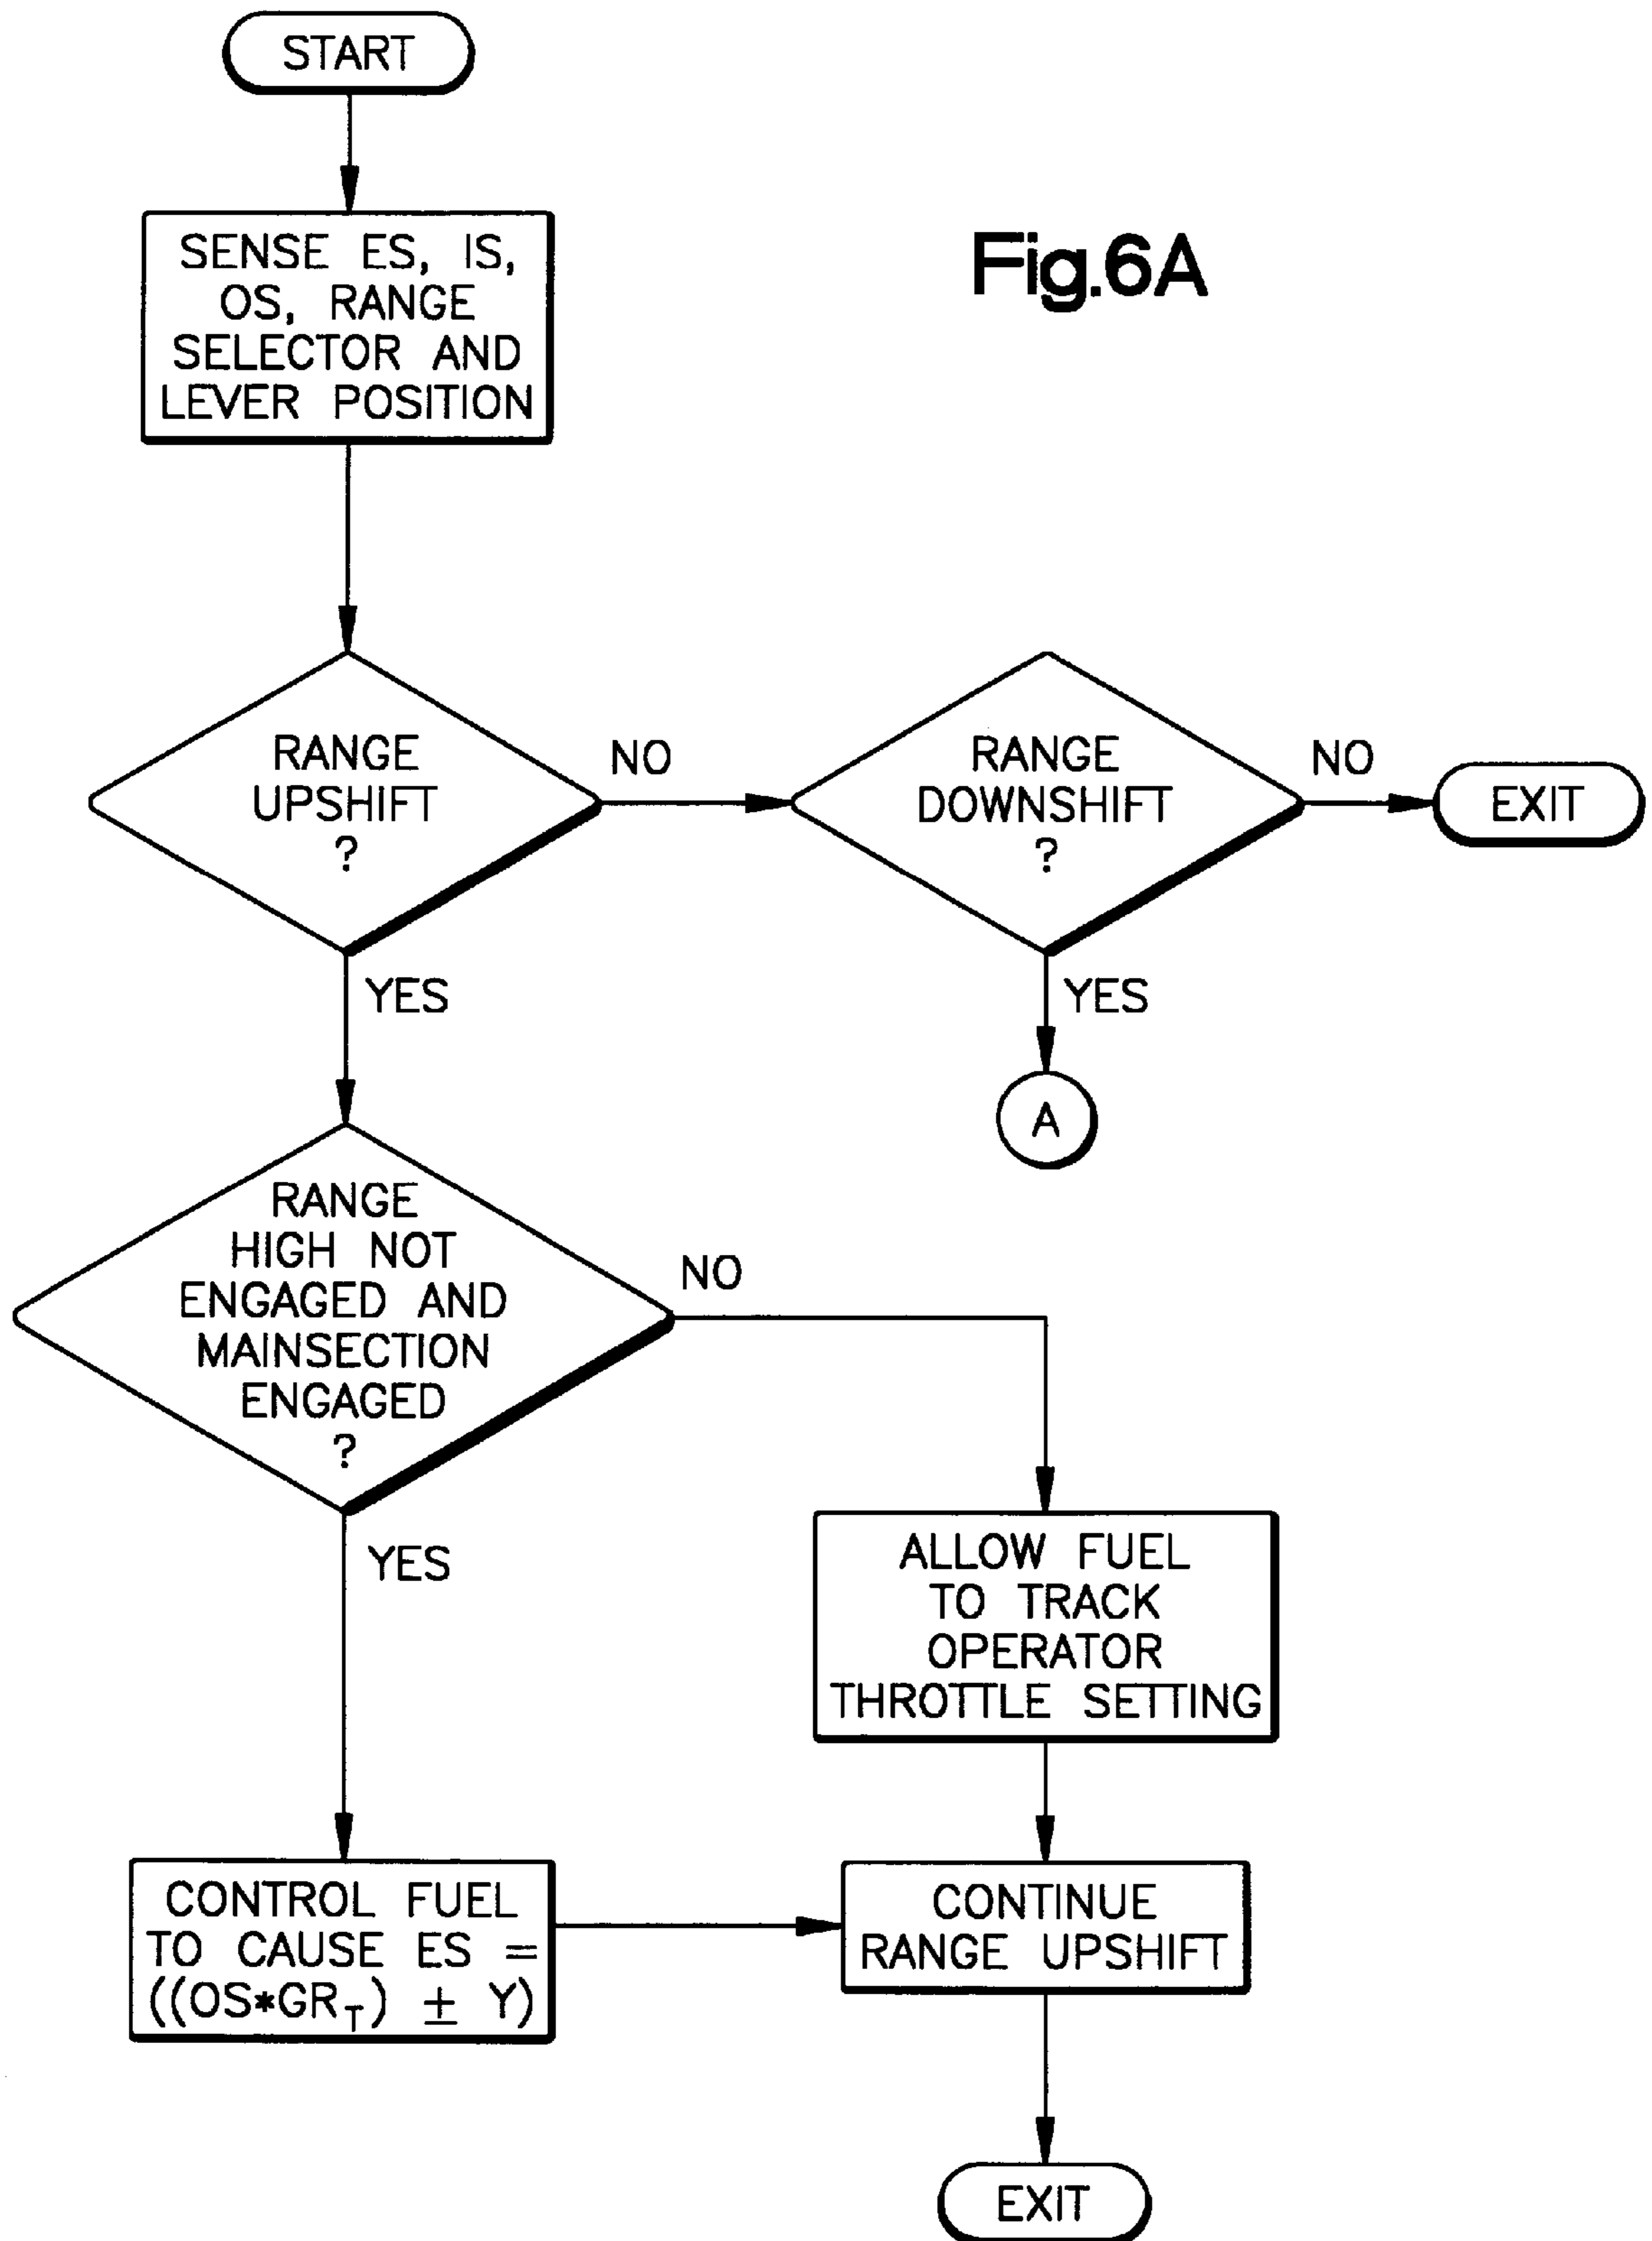 START
Fig.6A
SENSE ES, IS,
OS, RANGE
SELECTOR AND
LEVER POSITION
RANGE
UPSHIFT
?
NO
RANGE
DOWNSHIFT
?
NO
EXIT
YES
YES
A
RANGE
HIGH NOT
ENGAGED AND
MAINSECTION
ENGAGED
?
NO
YES
ALLOW FUEL
TO TRACK
OPERATOR
THROTTLE SETTING
CONTROL FUEL
TO CAUSE ES =
((OS*GR_T) ± Y)
CONTINUE
RANGE UPSHIFT
EXIT